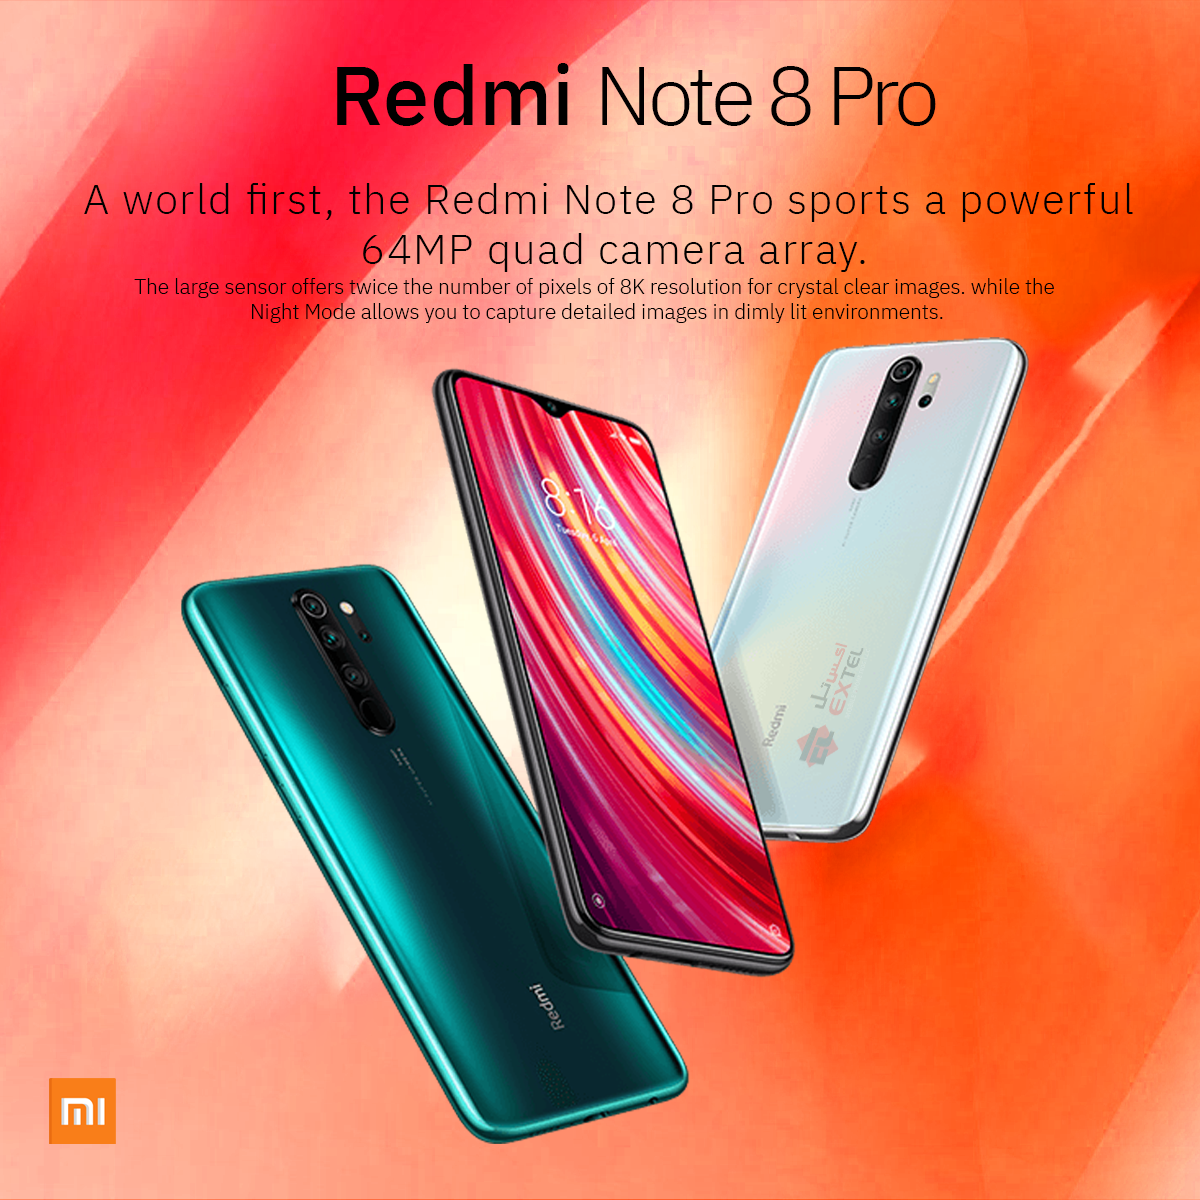 Redmi Note 8 Pro
A world first, the Redmi Note 8 Pro sports a powerful
64MP quad camera array.
The large sensor offers twice the number of pixels of 8K resolution for crystal clear images. while the
Night Mode allows you to capture detailed images in dimly lit environments.
8:16
Redmi
اكستل
EXTEL
Redmi
mi